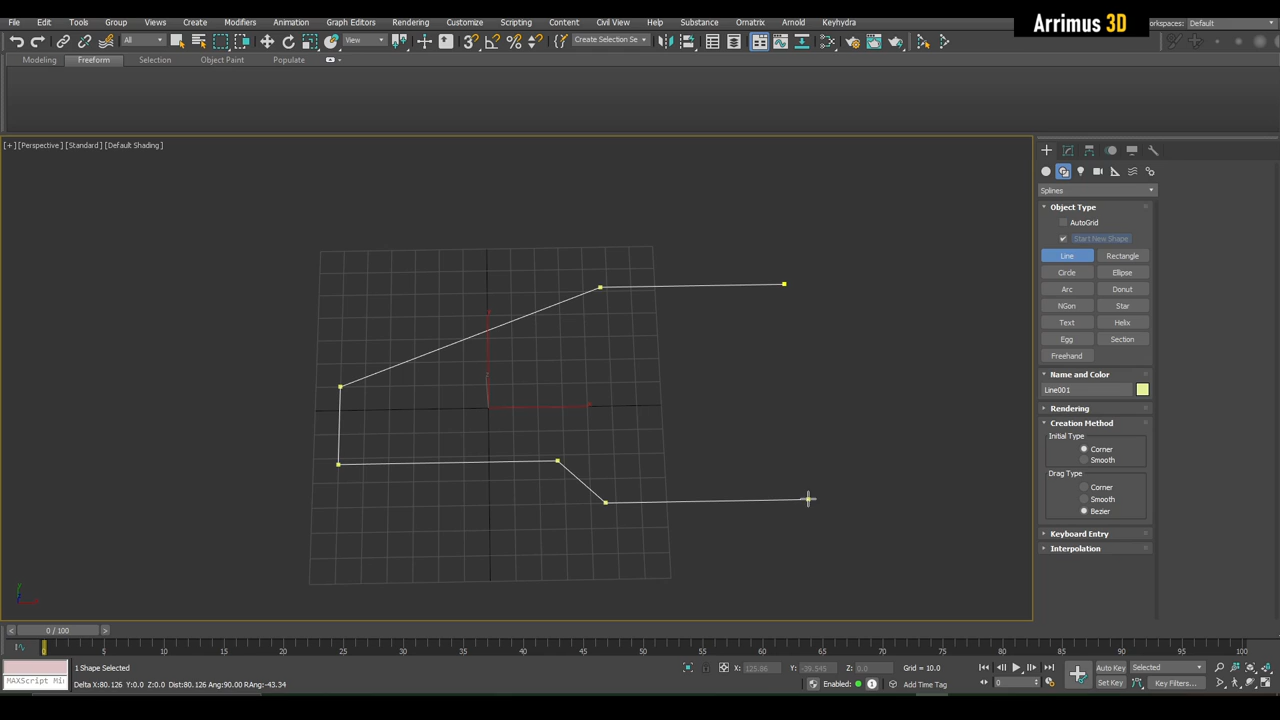 Arrimus 3D
File Edit Tools Group Views Create Modifiers Animation Graph Editors Rendering Customize Scripting Content Civil View Help Substance Ornatrix Arnold Keyhydra
Workspaces: Default
All
View
Create Selection Se
Modeling Freeform Selection Object Paint Populate
[+] [Perspective] [Standard] [Default Shading]
Splines
Object Type
AutoGrid
Start New Shape
Line Rectangle
Circle Ellipse
Arc Donut
NGon Star
Text Helix
Egg Section
Freehand
Name and Color
Line001
Rendering
Creation Method
Initial Type
Corner
Smooth
Drag Type
Corner
Smooth
Bezier
Keyboard Entry
Interpolation
0 / 100
0 5 10 15 20 25 30 35 40 45 50 55 60 65 70 75 80 85 90 95 100
1 Shape Selected
X: 125.86 Y: -39.545 Z: 0.0 Grid = 10.0
Auto Key Selected
MAXScript Mi
Delta X:80.126 Y:0.0 Z:0.0 Dist:80.126 Ang:90.00 RAng:-43.34
Enabled: Add Time Tag
0
Set Key Key Filters...